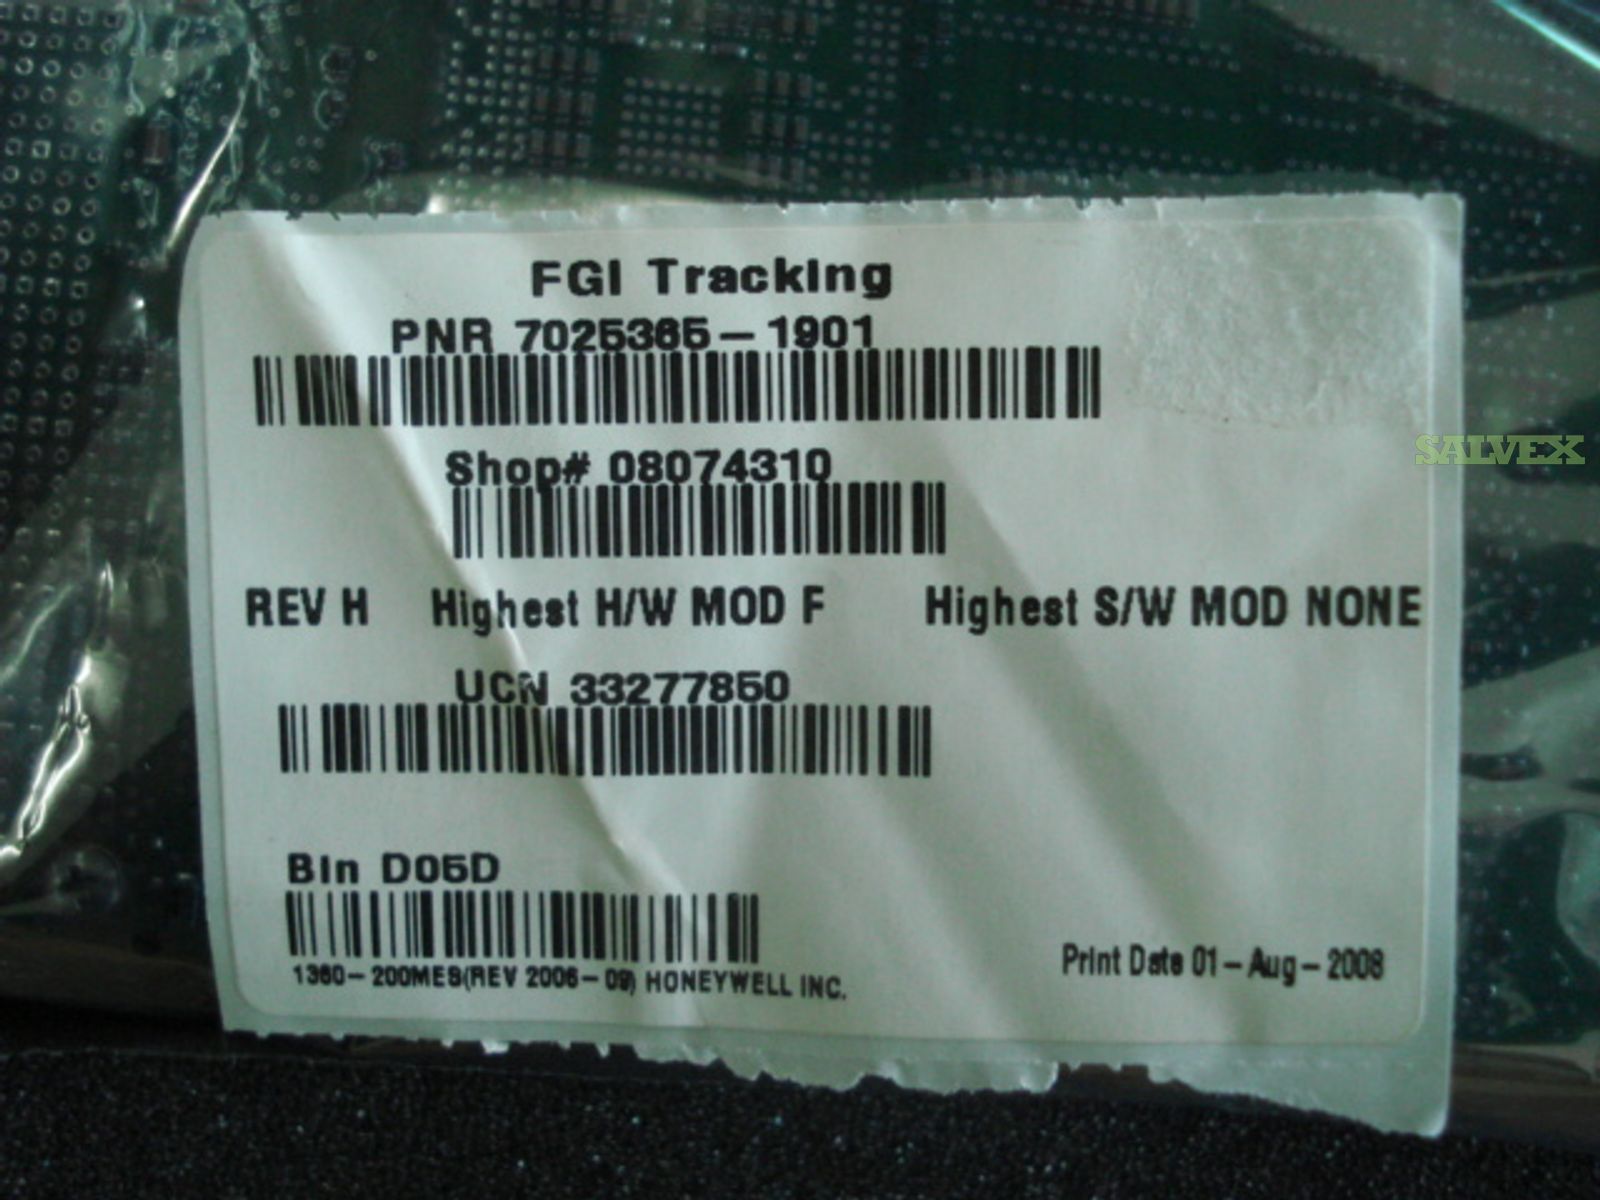 FGI Tracking
PNR 7025365-1901
Shop# 08074310
SALVEX
REV H Highest H/W MOD F Highest S/W MOD NONE
UCN 33277850
Bin D05D
1360-200MES(REV 2006-09) HONEYWELL INC.
Print Date 01-Aug-2008